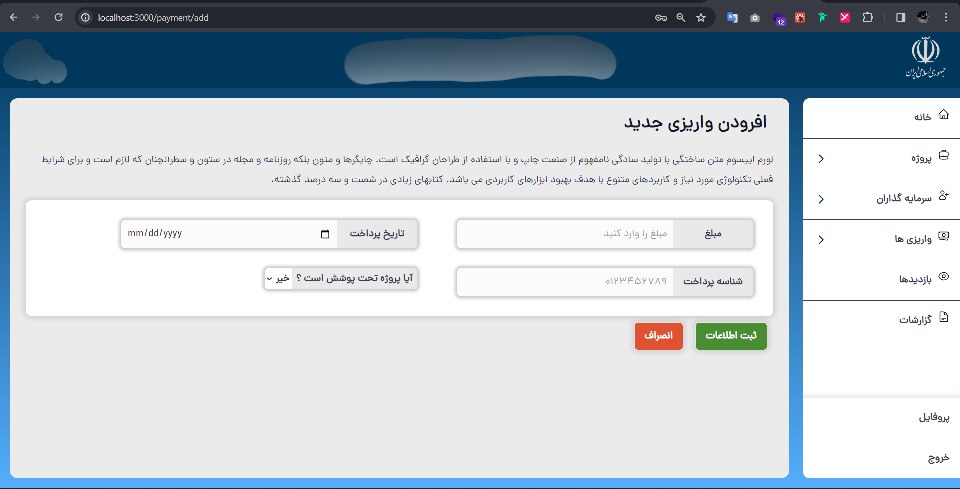 localhost:3000/payment/add
12
جمهوری اسلامی ایران
خانه
پروژه
سرمایه گذاران
واریزی ها
بازدیدها
گزارشات
پروفایل
خروج
افزودن واریزی جدید
لورم ایپسوم متن ساختگی با تولید سادگی نامفهوم از صنعت چاپ و با استفاده از طراحان گرافیک است. چاپگرها و متون بلکه روزنامه و مجله در ستون و سطرآنچنان که لازم است و برای شرایط
فعلی تکنولوژی مورد نیاز و کاربردهای متنوع با هدف بهبود ابزارهای کاربردی می باشد. کتابهای زیادی در شصت و سه درصد گذشته.
مبلغ مبلغ را وارد کنید
تاریخ پرداخت mm/dd/yyyy
شناسه پرداخت ۰۱۲۳۴۵۶۷۸۹
آیا پروژه تحت پوشش است ؟ خیر
ثبت اطلاعات
انصراف